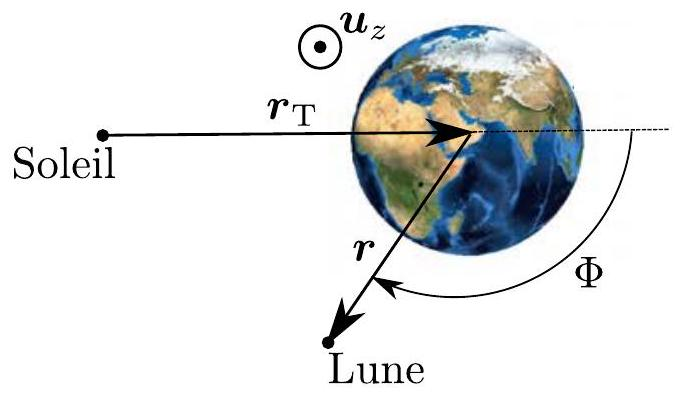 u_z
r_T
Soleil
r
Φ
Lune